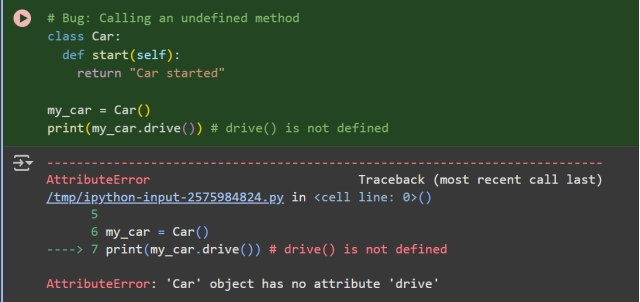 # Bug: Calling an undefined method
class Car:
  def start(self):
    return "Car started"

my_car = Car()
print(my_car.drive()) # drive() is not defined
---------------------------------------------------------------------------
AttributeError                            Traceback (most recent call last)
/tmp/ipython-input-2575984824.py in <cell line: 0>()
      5
      6 my_car = Car()
----> 7 print(my_car.drive()) # drive() is not defined

AttributeError: 'Car' object has no attribute 'drive'